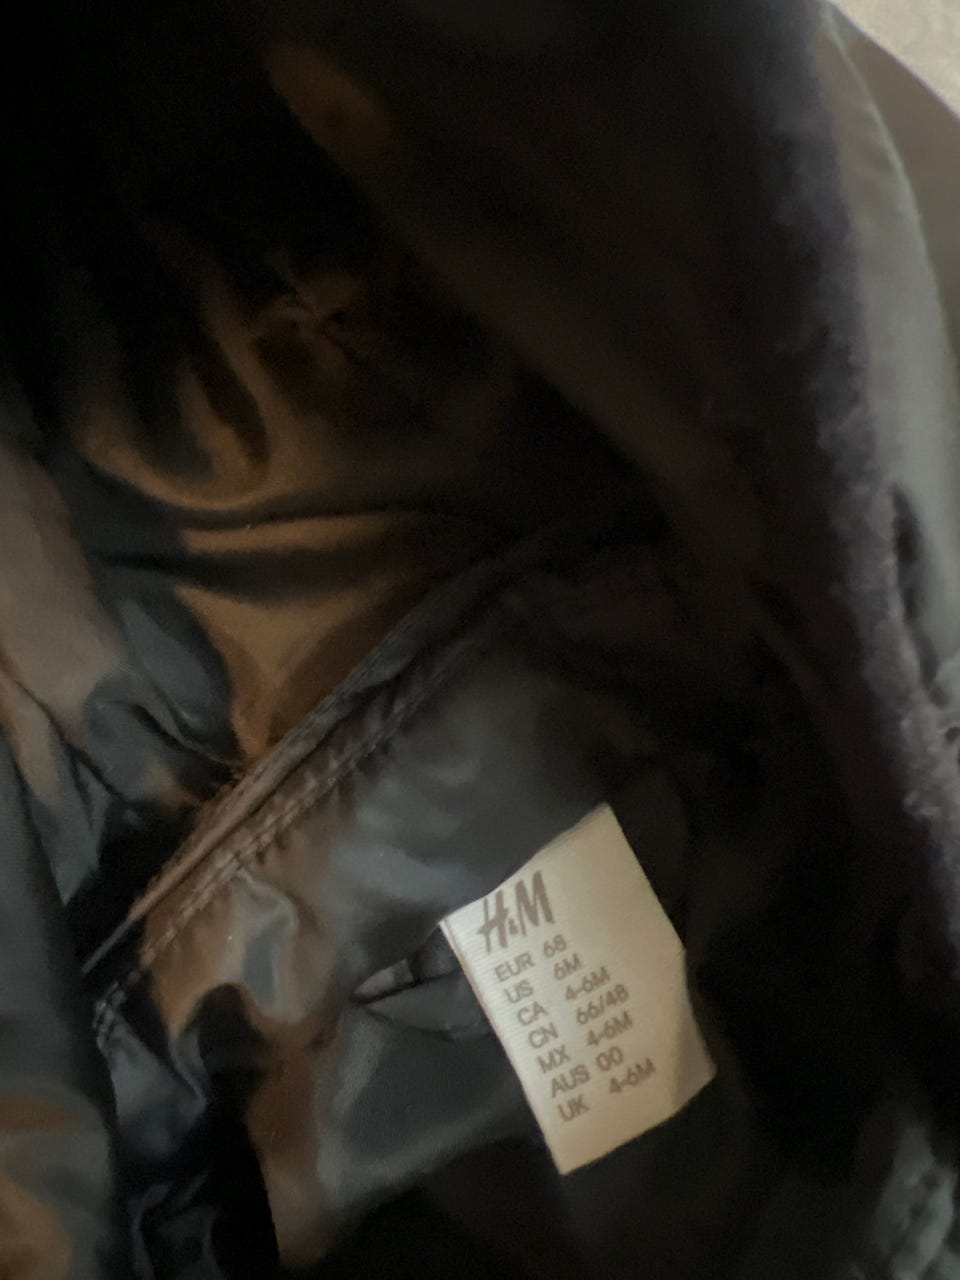 H&M
EUR 68
US 6M
CA 4-6M
CN 66/48
MX 4-6M
AUS 00
UK 4-6M